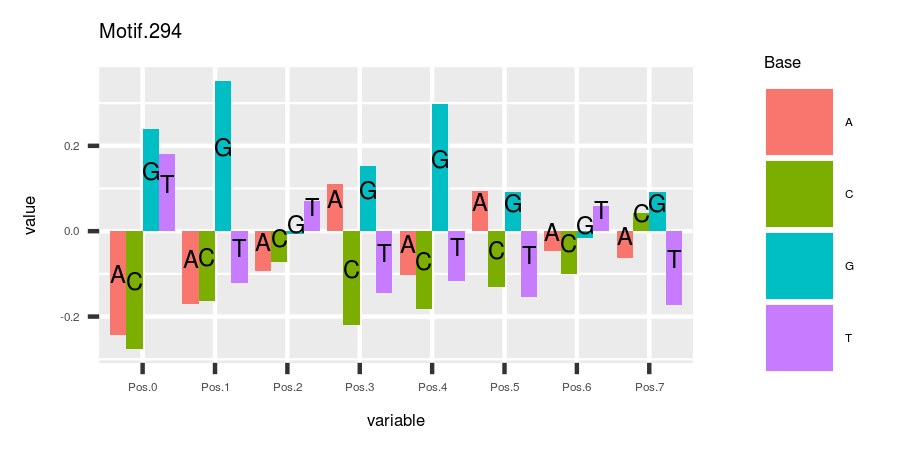 Motif.294
value
0.2
0.0
-0.2
A C G T
A C G T
A C G T
A C G T
A C G T
A C G T
A C G T
A C G T
Pos.0 Pos.1 Pos.2 Pos.3 Pos.4 Pos.5 Pos.6 Pos.7
variable
Base
A
C
G
T